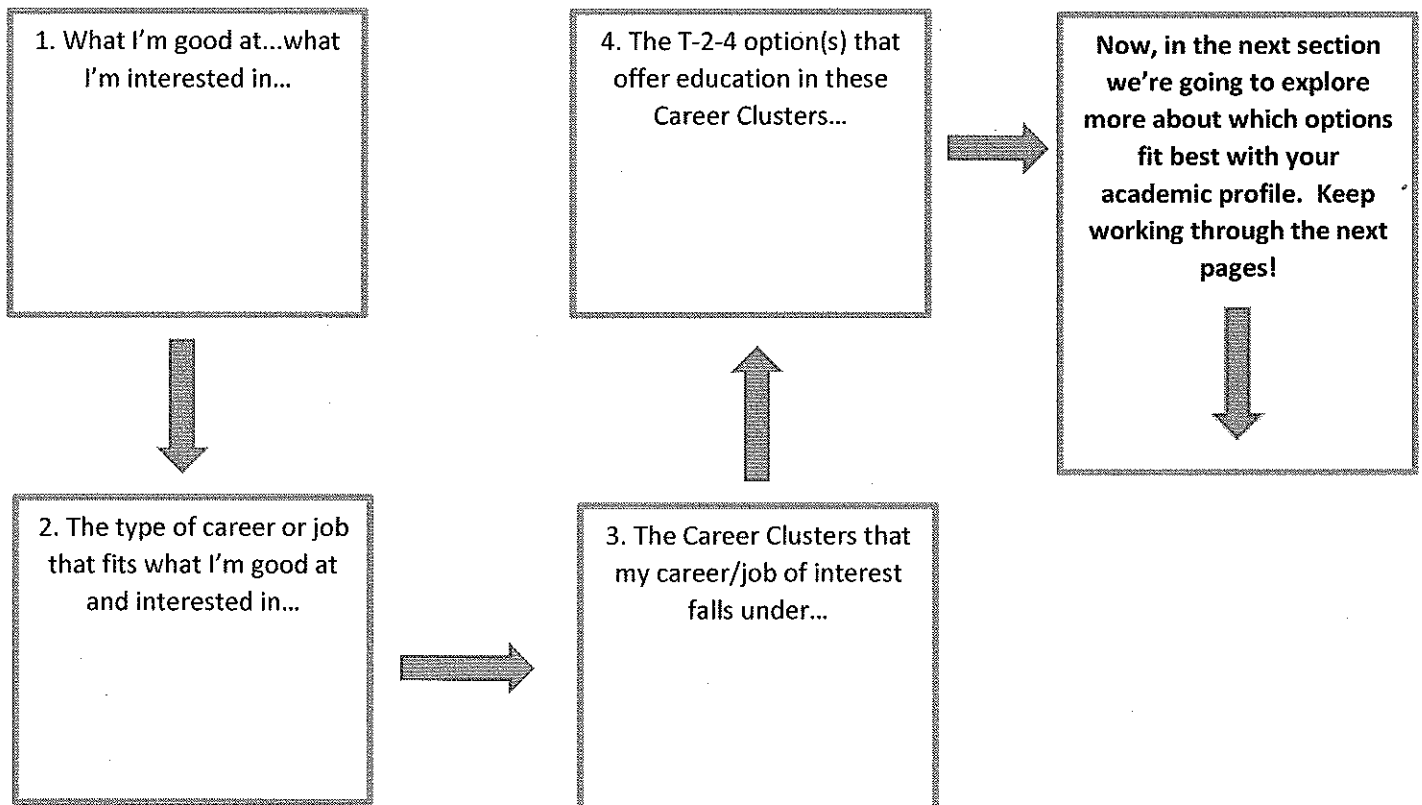 1. What I'm good at...what
I'm interested in...
2. The type of career or job
that fits what I'm good at
and interested in...
3. The Career Clusters that
my career/job of interest
falls under...
4. The T-2-4 option(s) that
offer education in these
Career Clusters...
Now, in the next section
we're going to explore
more about which options
fit best with your
academic profile. Keep
working through the next
pages!